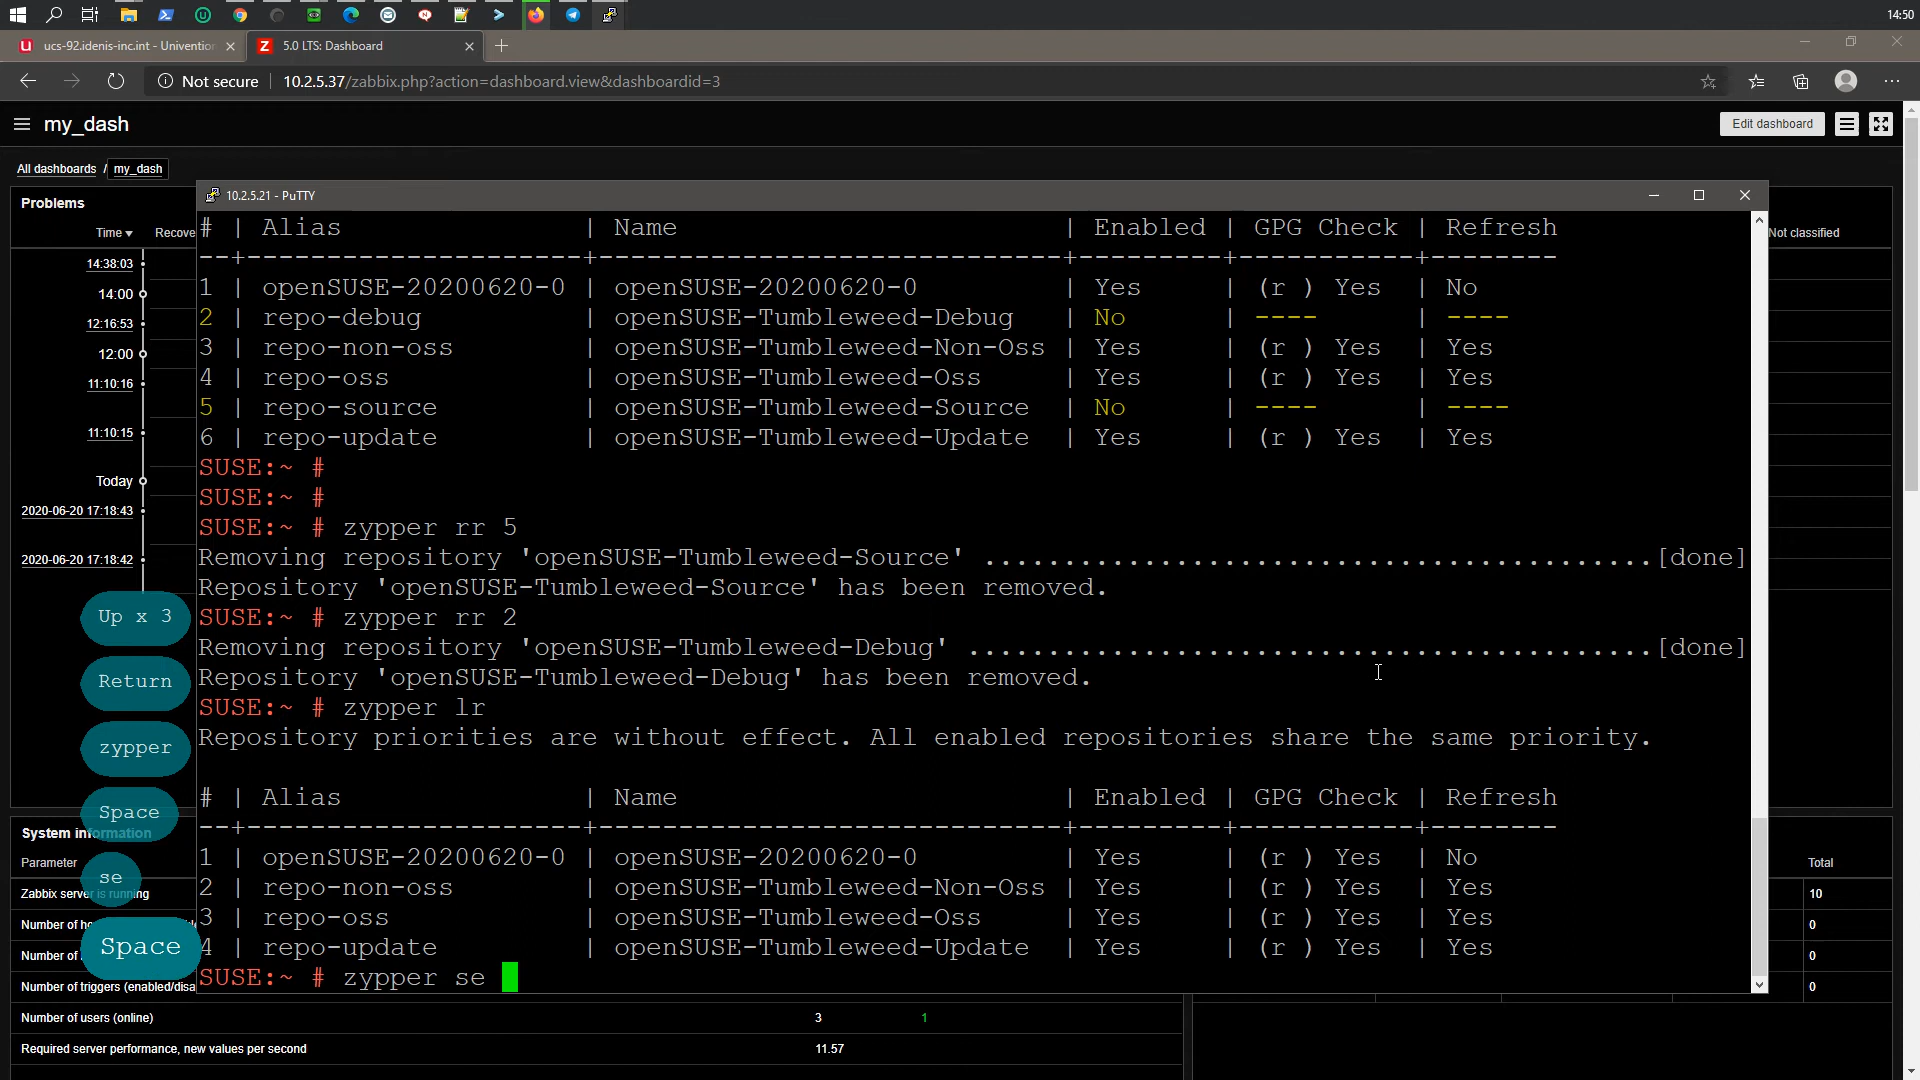 14:50
ucs-92.idenis-inc.int - Univention
5.0 LTS: Dashboard
Not secure 10.2.5.37/zabbix.php?action=dashboard.view&dashboardid=3
my_dash
Edit dashboard
All dashboards / my_dash
Problems
Time ▾ Recove
14:38:03
14:00
12:16:53
12:00
11:10:16
11:10:15
Today
2020-06-20 17:18:43
2020-06-20 17:18:42
10.2.5.21 - PuTTY
# | Alias | Name | Enabled | GPG Check | Refresh
--+---------------------+-----------------------------+---------+-----------+--------
1 | openSUSE-20200620-0 | openSUSE-20200620-0 | Yes | (r ) Yes | No
2 | repo-debug | openSUSE-Tumbleweed-Debug | No | ---- | ----
3 | repo-non-oss | openSUSE-Tumbleweed-Non-Oss | Yes | (r ) Yes | Yes
4 | repo-oss | openSUSE-Tumbleweed-Oss | Yes | (r ) Yes | Yes
5 | repo-source | openSUSE-Tumbleweed-Source | No | ---- | ----
6 | repo-update | openSUSE-Tumbleweed-Update | Yes | (r ) Yes | Yes
SUSE:~ #
SUSE:~ #
SUSE:~ # zypper rr 5
Removing repository 'openSUSE-Tumbleweed-Source' ..........................................[done]
Repository 'openSUSE-Tumbleweed-Source' has been removed.
SUSE:~ # zypper rr 2
Removing repository 'openSUSE-Tumbleweed-Debug' ...........................................[done]
Repository 'openSUSE-Tumbleweed-Debug' has been removed.
SUSE:~ # zypper lr
Repository priorities are without effect. All enabled repositories share the same priority.
# | Alias | Name | Enabled | GPG Check | Refresh
--+---------------------+-----------------------------+---------+-----------+--------
1 | openSUSE-20200620-0 | openSUSE-20200620-0 | Yes | (r ) Yes | No
2 | repo-non-oss | openSUSE-Tumbleweed-Non-Oss | Yes | (r ) Yes | Yes
3 | repo-oss | openSUSE-Tumbleweed-Oss | Yes | (r ) Yes | Yes
4 | repo-update | openSUSE-Tumbleweed-Update | Yes | (r ) Yes | Yes
SUSE:~ # zypper se
Not classified
Up x 3
Return
zypper
Space
se
Space
System information
Parameter
Zabbix server is running
Number of ho
Number of
Number of triggers (enabled/disa
Number of users (online) 3 1
Required server performance, new values per second 11.57
Total
10
0
0
0